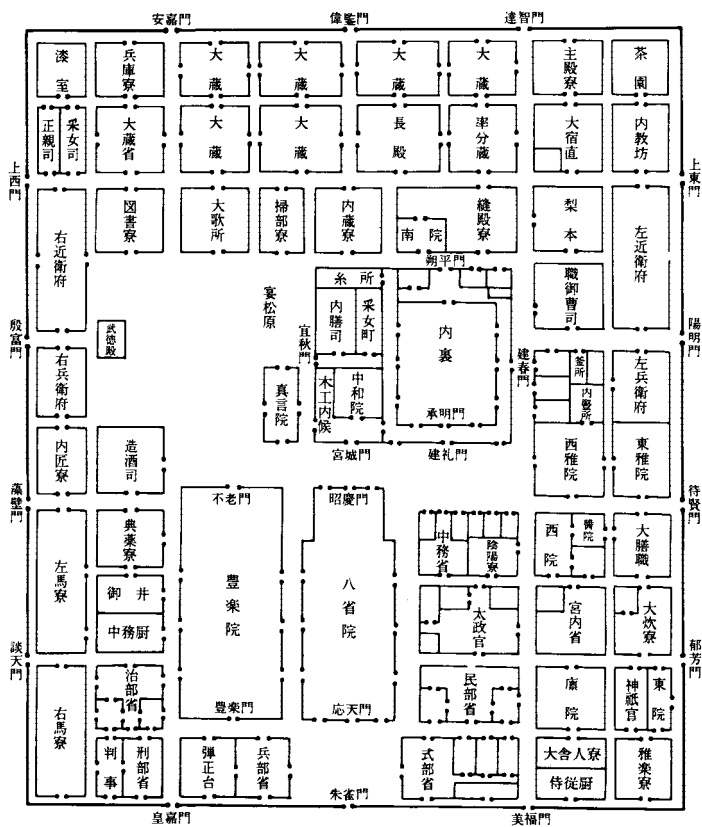 安嘉門
偉鑒門
達智門
漆室
兵庫寮
大蔵
大蔵
大蔵
大蔵
主殿寮
茶園
正親司
采女司
大蔵省
大蔵
大蔵
長殿
率分蔵
大宿直
内教坊
上西門
上東門
右近衛府
図書寮
大歌所
掃部寮
内蔵寮
南院
縫殿寮
梨本
左近衛府
朔平門
糸所
宴松原
内膳司
采女町
内裏
職御曹司
殷富門
武徳殿
宜秋門
建春門
陽明門
右兵衛府
真言院
木工内候
中和院
承明門
釜所
内竪所
左兵衛府
内匠寮
造酒司
宮城門
建礼門
西雅院
東雅院
藻壁門
不老門
昭慶門
待賢門
左馬寮
典薬寮
豊楽院
八省院
中務省
陰陽寮
西院
醤院
大膳職
御井
中務厨
太政官
宮内省
大炊寮
談天門
郁芳門
右馬寮
治部省
豊楽門
応天門
民部省
廩院
神祇官
東院
判事
刑部省
弾正台
兵部省
式部省
大舎人寮
侍従厨
雅楽寮
皇嘉門
朱雀門
美福門